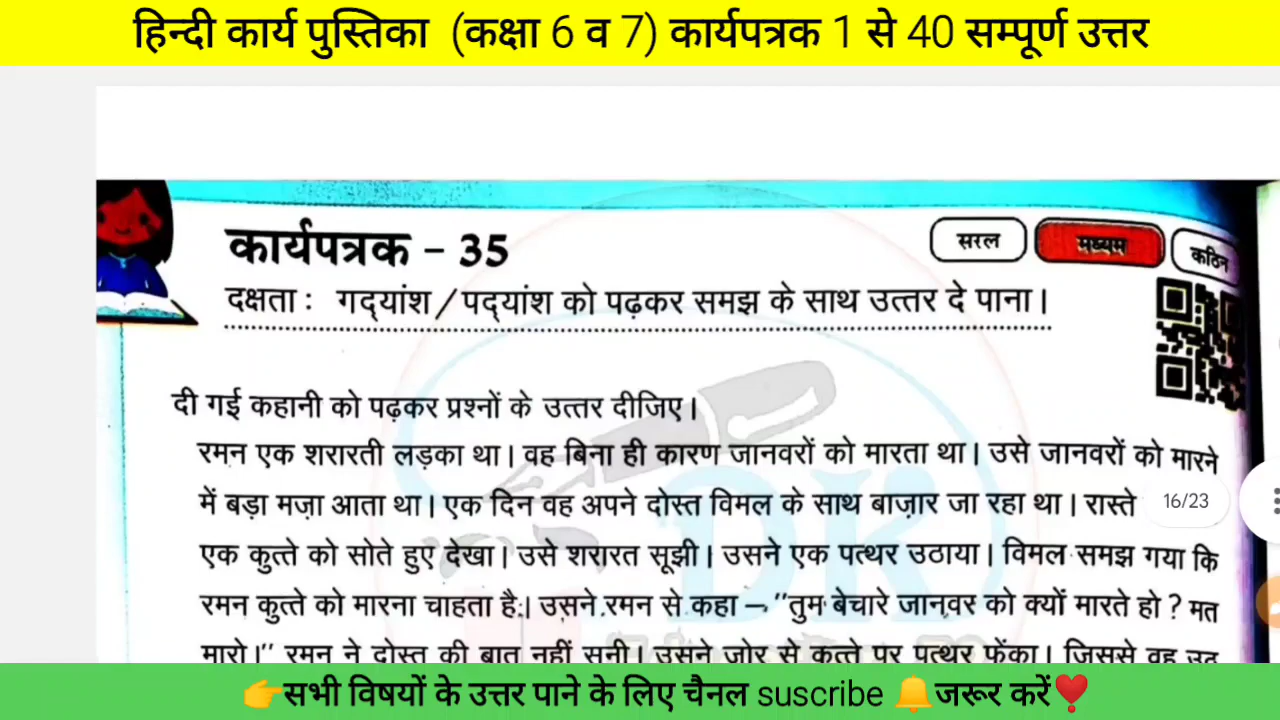 हिन्दी कार्य पुस्तिका (कक्षा 6 व 7) कार्यपत्रक 1 से 40 सम्पूर्ण उत्तर
कार्यपत्रक – 35
सरल
मध्यम
कठिन
दक्षता : गद्यांश / पद्यांश को पढ़कर समझ के साथ उत्तर दे पाना।
दी गई कहानी को पढ़कर प्रश्नों के उत्तर दीजिए।
रमन एक शरारती लड़का था। वह बिना ही कारण जानवरों को मारता था। उसे जानवरों को मारने
में बड़ा मज़ा आता था। एक दिन वह अपने दोस्त विमल के साथ बाज़ार जा रहा था। रास्ते
16/23
एक कुत्ते को सोते हुए देखा। उसे शरारत सूझी। उसने एक पत्थर उठाया। विमल समझ गया कि
रमन कुत्ते को मारना चाहता है। उसने रमन से कहा – "तुम बेचारे जानवर को क्यों मारते हो? मत
मारो।" रमन ने दोस्त की बात नहीं सुनी। उसने जोर से कुत्ते पर पत्थर फेंका। जिससे वह उठ
DK
👉सभी विषयों के उत्तर पाने के लिए चैनल suscribe 🔔जरूर करें❣️